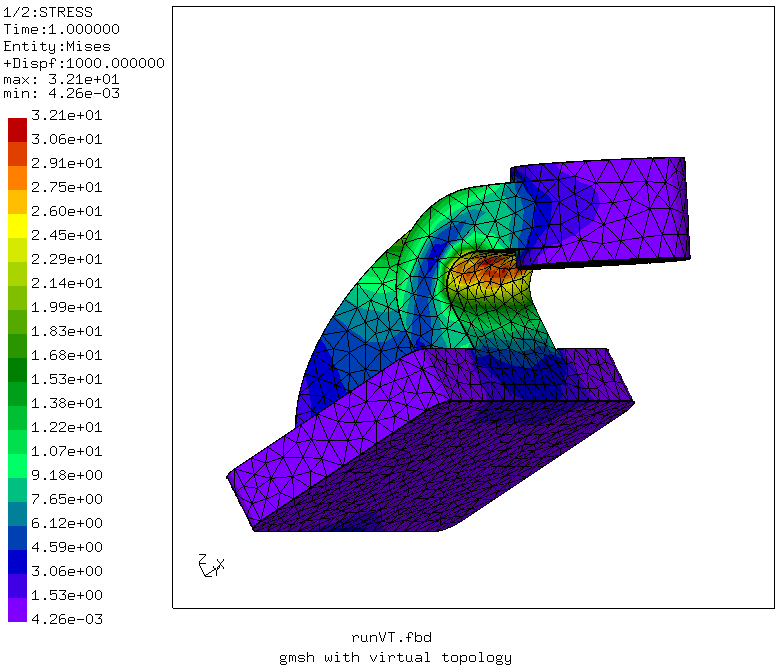 1/2:STRESS
Time:1.000000
Entity:Mises
+Dispf:1000.000000
max: 3.21e+01
min: 4.26e-03
3.21e+01
3.06e+01
2.91e+01
2.75e+01
2.60e+01
2.45e+01
2.29e+01
2.14e+01
1.99e+01
1.83e+01
1.68e+01
1.53e+01
1.38e+01
1.22e+01
1.07e+01
9.18e+00
7.65e+00
6.12e+00
4.59e+00
3.06e+00
1.53e+00
4.26e-03
Z
Y X
runVT.fbd
gmsh with virtual topology